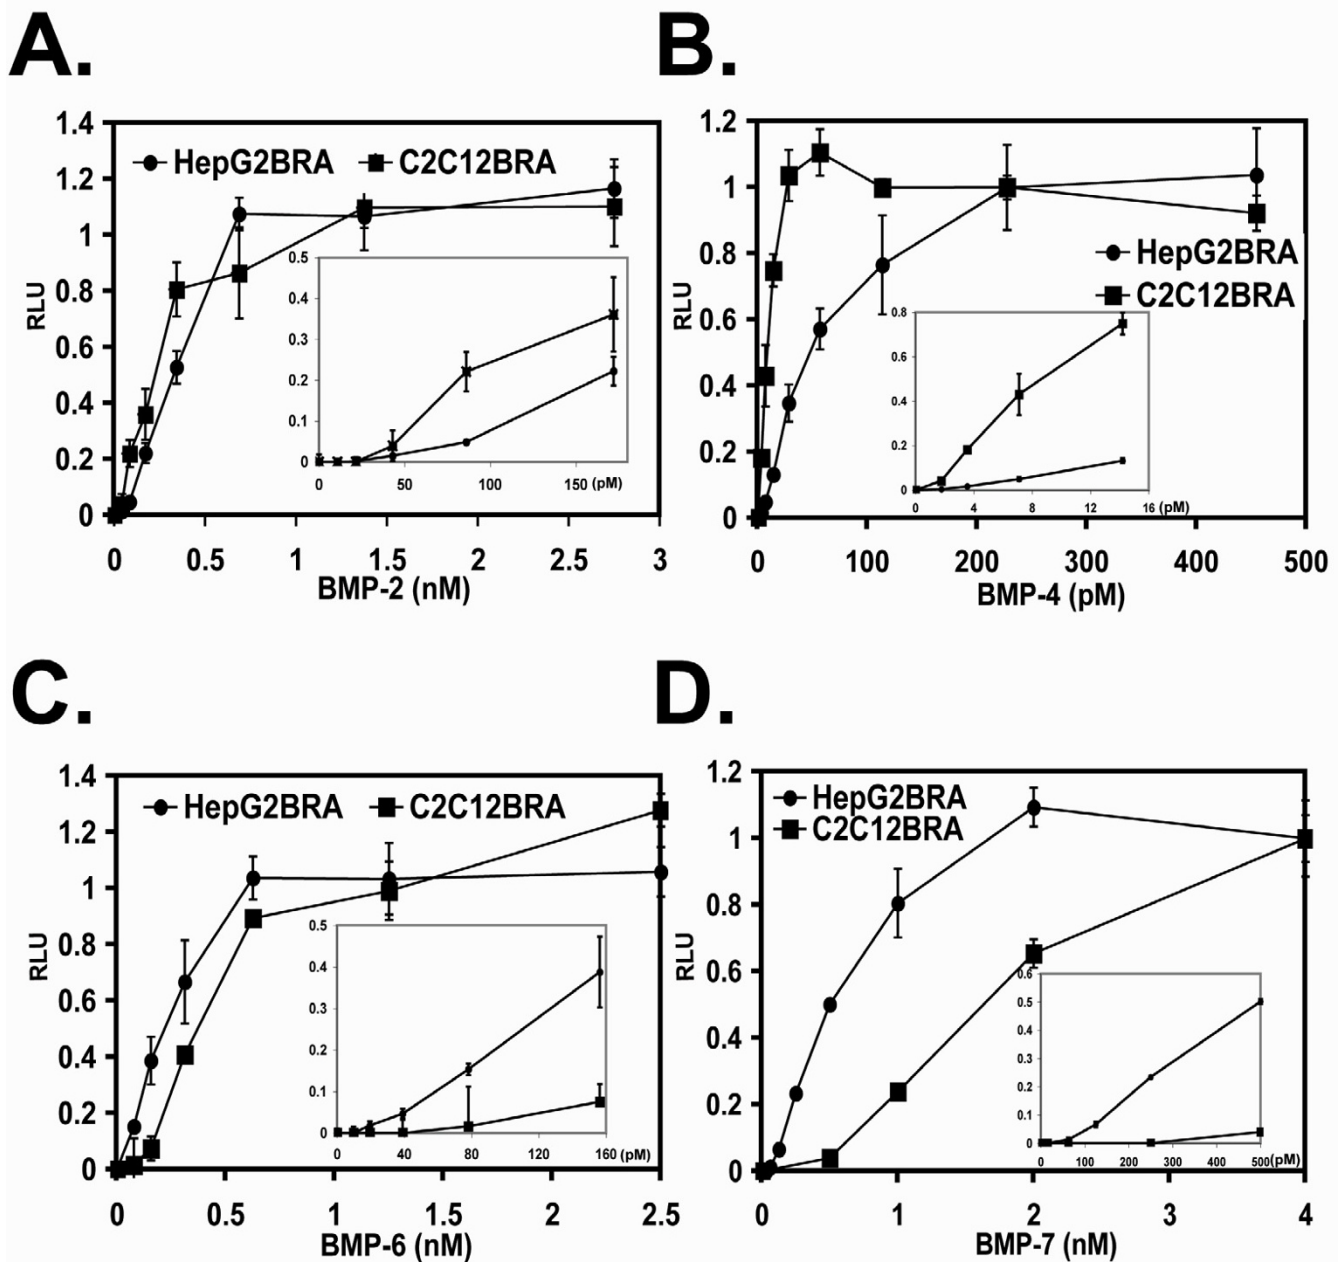 A.
1.4
1.2
1
0.8
0.6
0.4
0.2
0
RLU
HepG2BRA C2C12BRA
0.5
0.4
0.3
0.2
0.1
0
0 50 100 150 (pM)
0 0.5 1 1.5 2 2.5 3
BMP-2 (nM)
B.
1.2
1
0.8
0.6
0.4
0.2
0
RLU
HepG2BRA
C2C12BRA
0.8
0.6
0.4
0.2
0
0 4 8 12 16 (pM)
0 100 200 300 400 500
BMP-4 (pM)
C.
1.4
1.2
1
0.8
0.6
0.4
0.2
0
RLU
HepG2BRA C2C12BRA
0.5
0.4
0.3
0.2
0.1
0
0 40 80 120 160 (pM)
0 0.5 1 1.5 2 2.5
BMP-6 (nM)
D.
1.2
1
0.8
0.6
0.4
0.2
0
RLU
HepG2BRA
C2C12BRA
0.6
0.5
0.4
0.3
0.2
0.1
0
0 100 200 300 400 500(pM)
0 1 2 3 4
BMP-7 (nM)